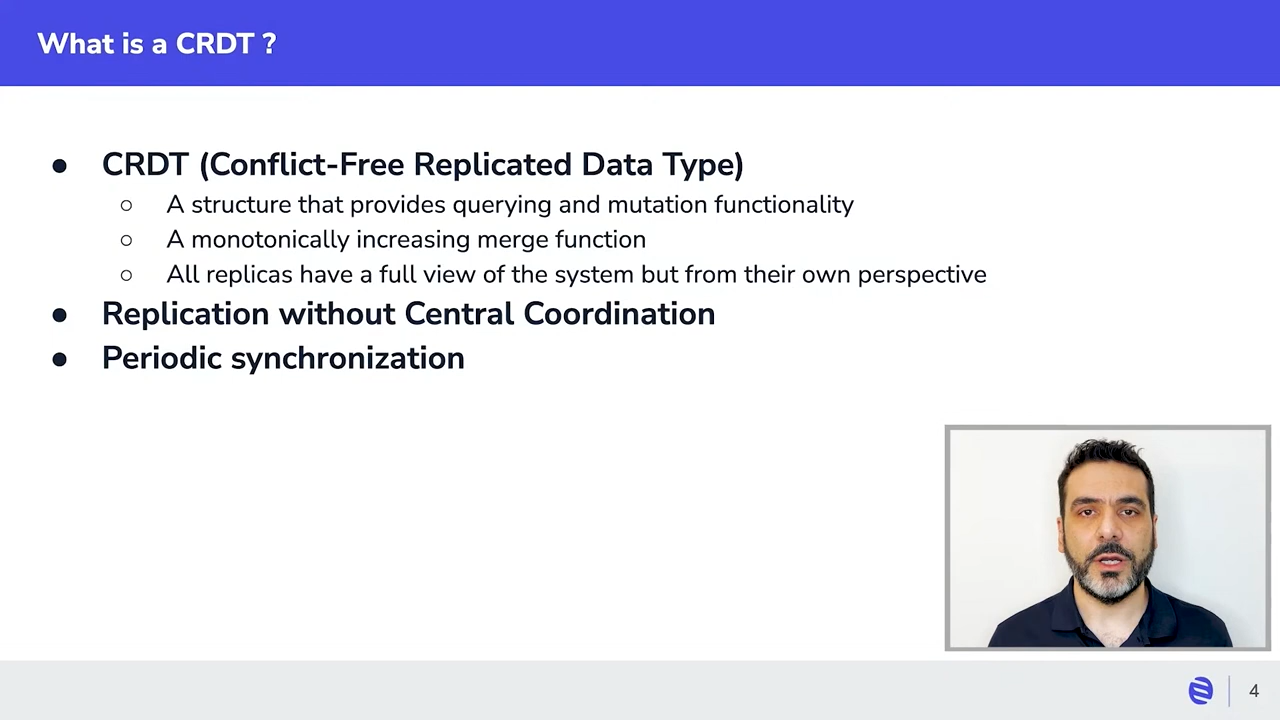 What is a CRDT ?
● CRDT (Conflict-Free Replicated Data Type)
○ A structure that provides querying and mutation functionality
○ A monotonically increasing merge function
○ All replicas have a full view of the system but from their own perspective
● Replication without Central Coordination
● Periodic synchronization
4